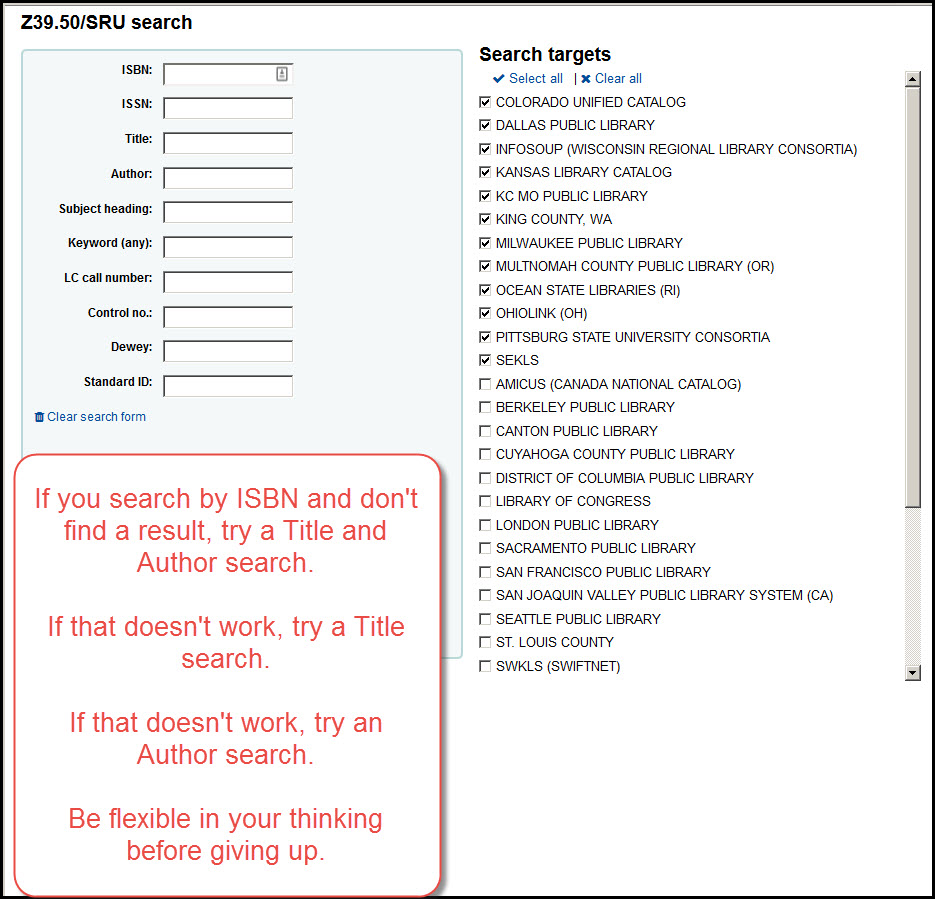 Z39.50/SRU search
ISBN:
ISSN:
Title:
Author:
Subject heading:
Keyword (any):
LC call number:
Control no.:
Dewey:
Standard ID:
Clear search form
If you search by ISBN and don't
find a result, try a Title and
Author search.
If that doesn't work, try a Title
search.
If that doesn't work, try an
Author search.
Be flexible in your thinking
before giving up.
Search targets
Select all | Clear all
COLORADO UNIFIED CATALOG
DALLAS PUBLIC LIBRARY
INFOSOUP (WISCONSIN REGIONAL LIBRARY CONSORTIA)
KANSAS LIBRARY CATALOG
KC MO PUBLIC LIBRARY
KING COUNTY, WA
MILWAUKEE PUBLIC LIBRARY
MULTNOMAH COUNTY PUBLIC LIBRARY (OR)
OCEAN STATE LIBRARIES (RI)
OHIOLINK (OH)
PITTSBURG STATE UNIVERSITY CONSORTIA
SEKLS
AMICUS (CANADA NATIONAL CATALOG)
BERKELEY PUBLIC LIBRARY
CANTON PUBLIC LIBRARY
CUYAHOGA COUNTY PUBLIC LIBRARY
DISTRICT OF COLUMBIA PUBLIC LIBRARY
LIBRARY OF CONGRESS
LONDON PUBLIC LIBRARY
SACRAMENTO PUBLIC LIBRARY
SAN FRANCISCO PUBLIC LIBRARY
SAN JOAQUIN VALLEY PUBLIC LIBRARY SYSTEM (CA)
SEATTLE PUBLIC LIBRARY
ST. LOUIS COUNTY
SWKLS (SWIFTNET)